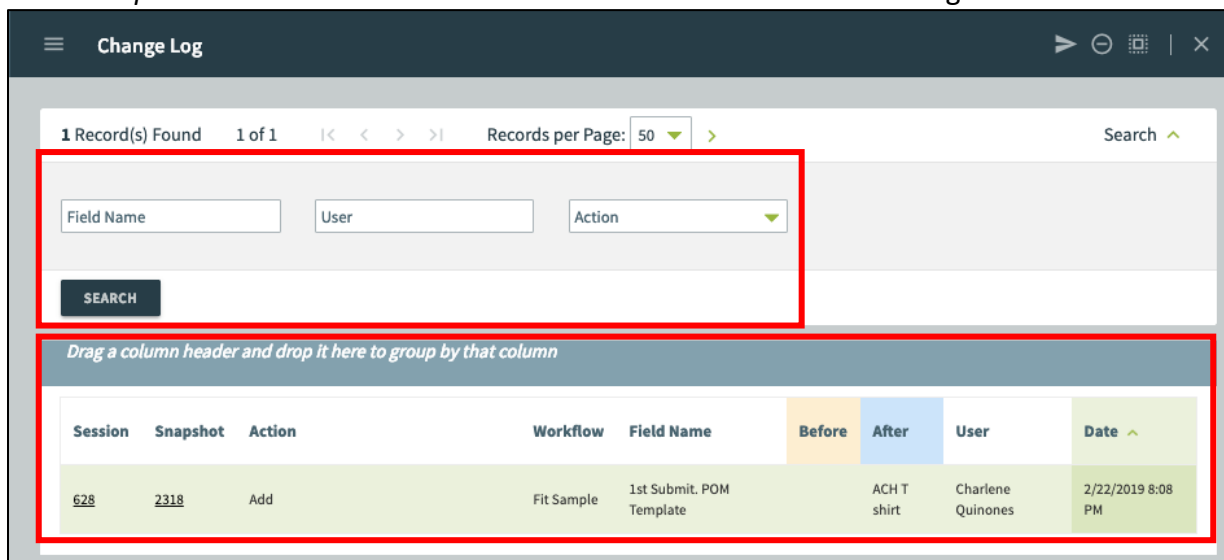 Change Log
1 Record(s) Found 1 of 1 |< < > >| Records per Page: 50 > Search
Field Name User Action
SEARCH
Drag a column header and drop it here to group by that column
Session Snapshot Action Workflow Field Name Before After User Date
628 2318 Add Fit Sample 1st Submit. POM Template ACH T shirt Charlene Quinones 2/22/2019 8:08 PM